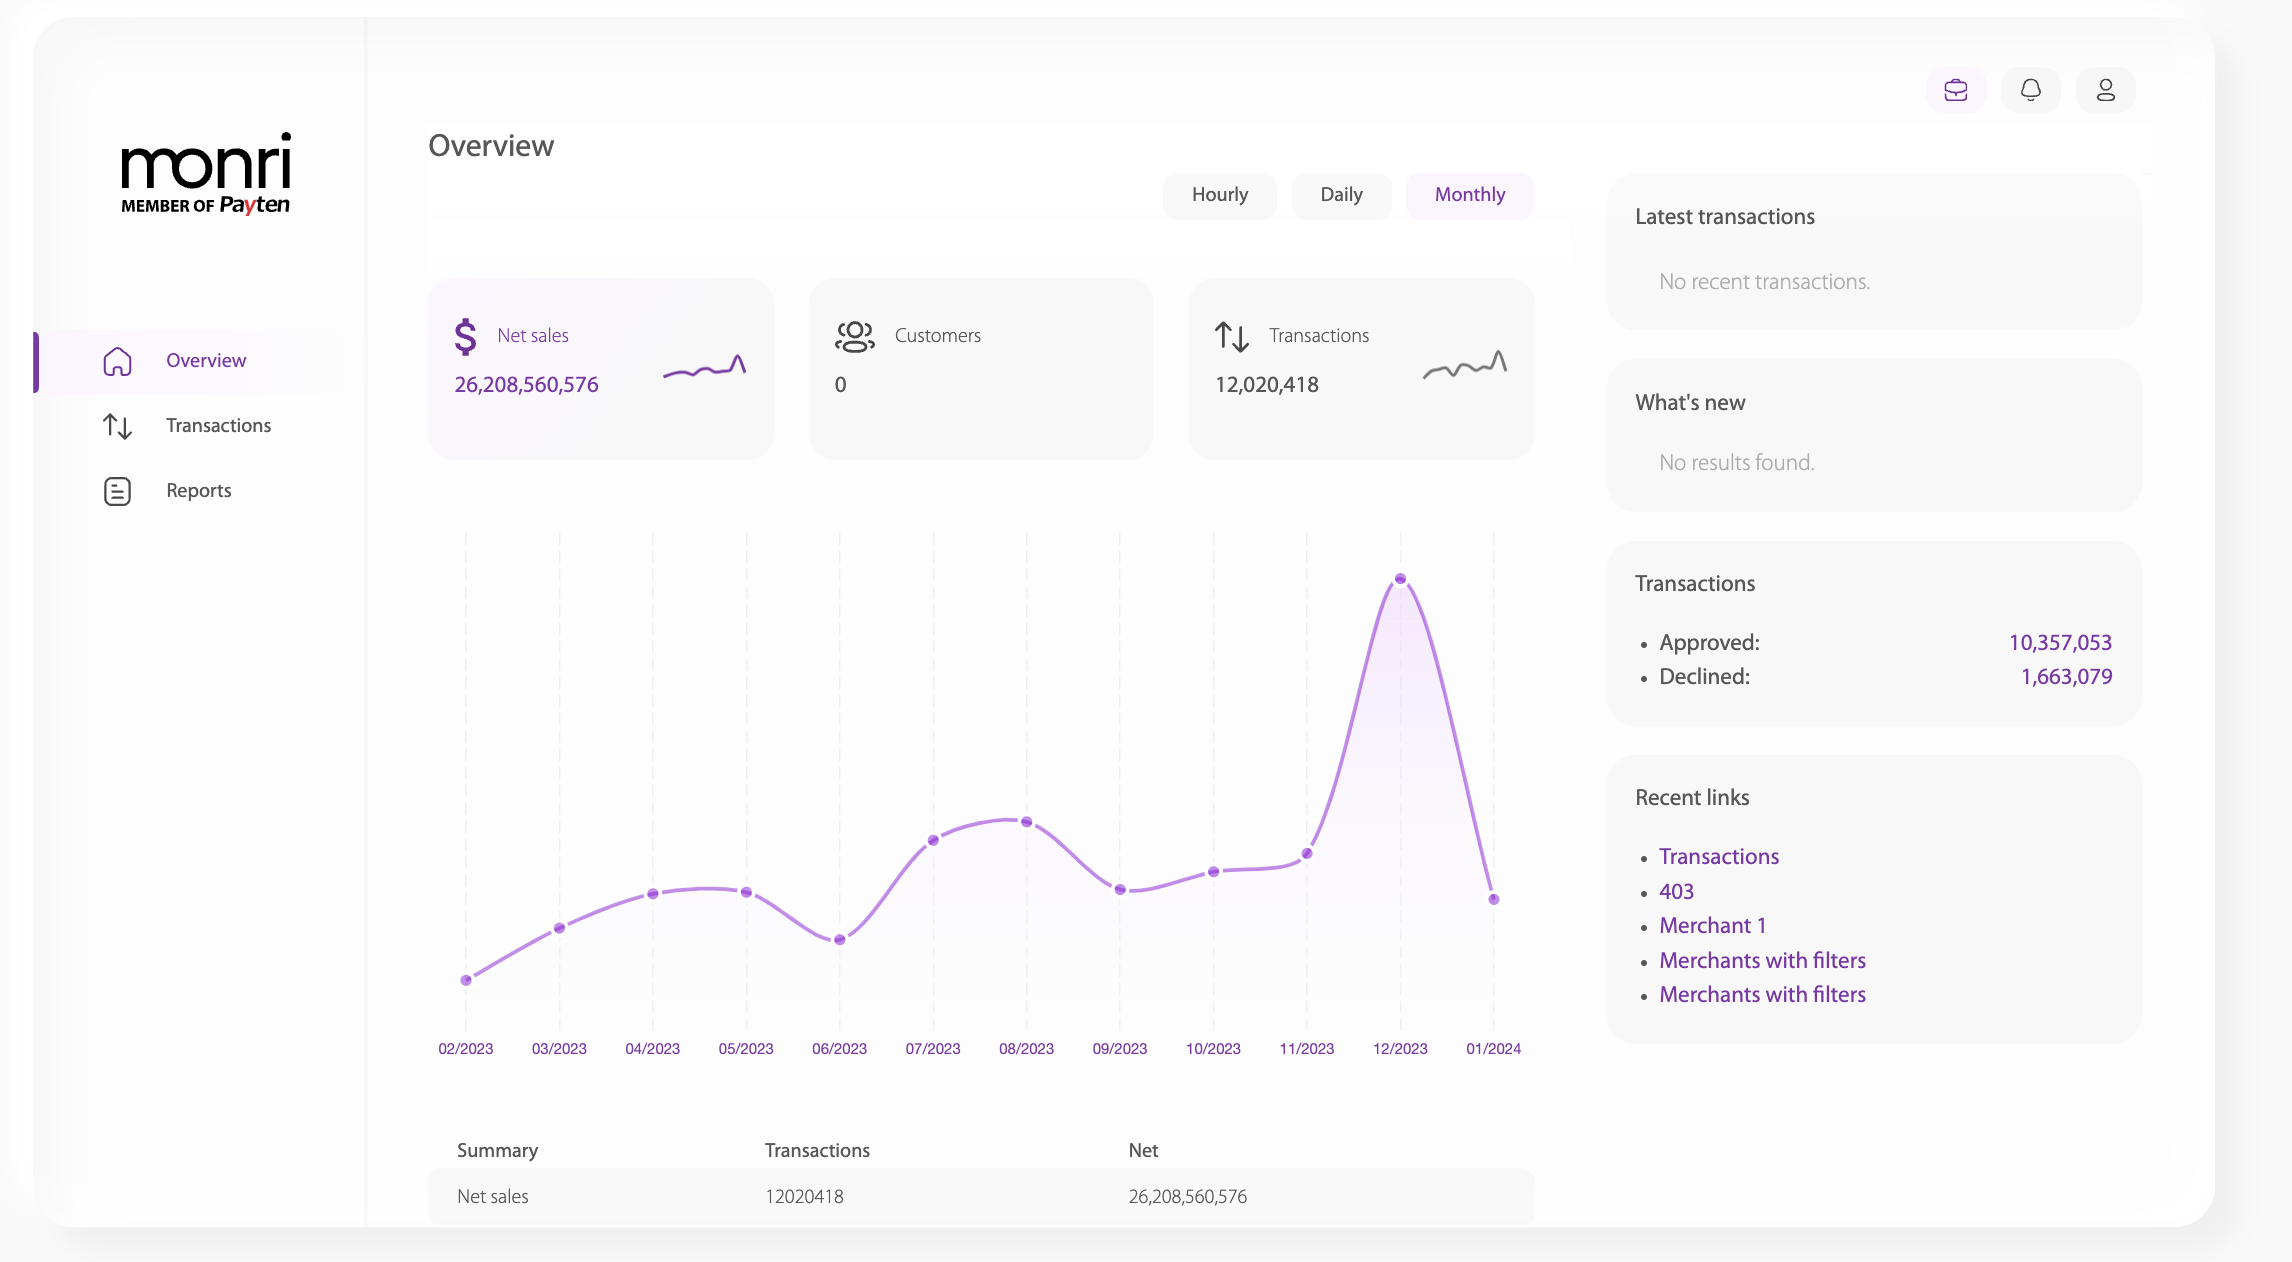 monri
MEMBER OF Payten
Overview
Transactions
Reports
Overview
Hourly Daily Monthly
$ Net sales
26,208,560,576
Customers
0
Transactions
12,020,418
02/2023 03/2023 04/2023 05/2023 06/2023 07/2023 08/2023 09/2023 10/2023 11/2023 12/2023 01/2024
Summary Transactions Net
Net sales 12020418 26,208,560,576
Latest transactions
No recent transactions.
What's new
No results found.
Transactions
• Approved: 10,357,053
• Declined: 1,663,079
Recent links
• Transactions
• 403
• Merchant 1
• Merchants with filters
• Merchants with filters